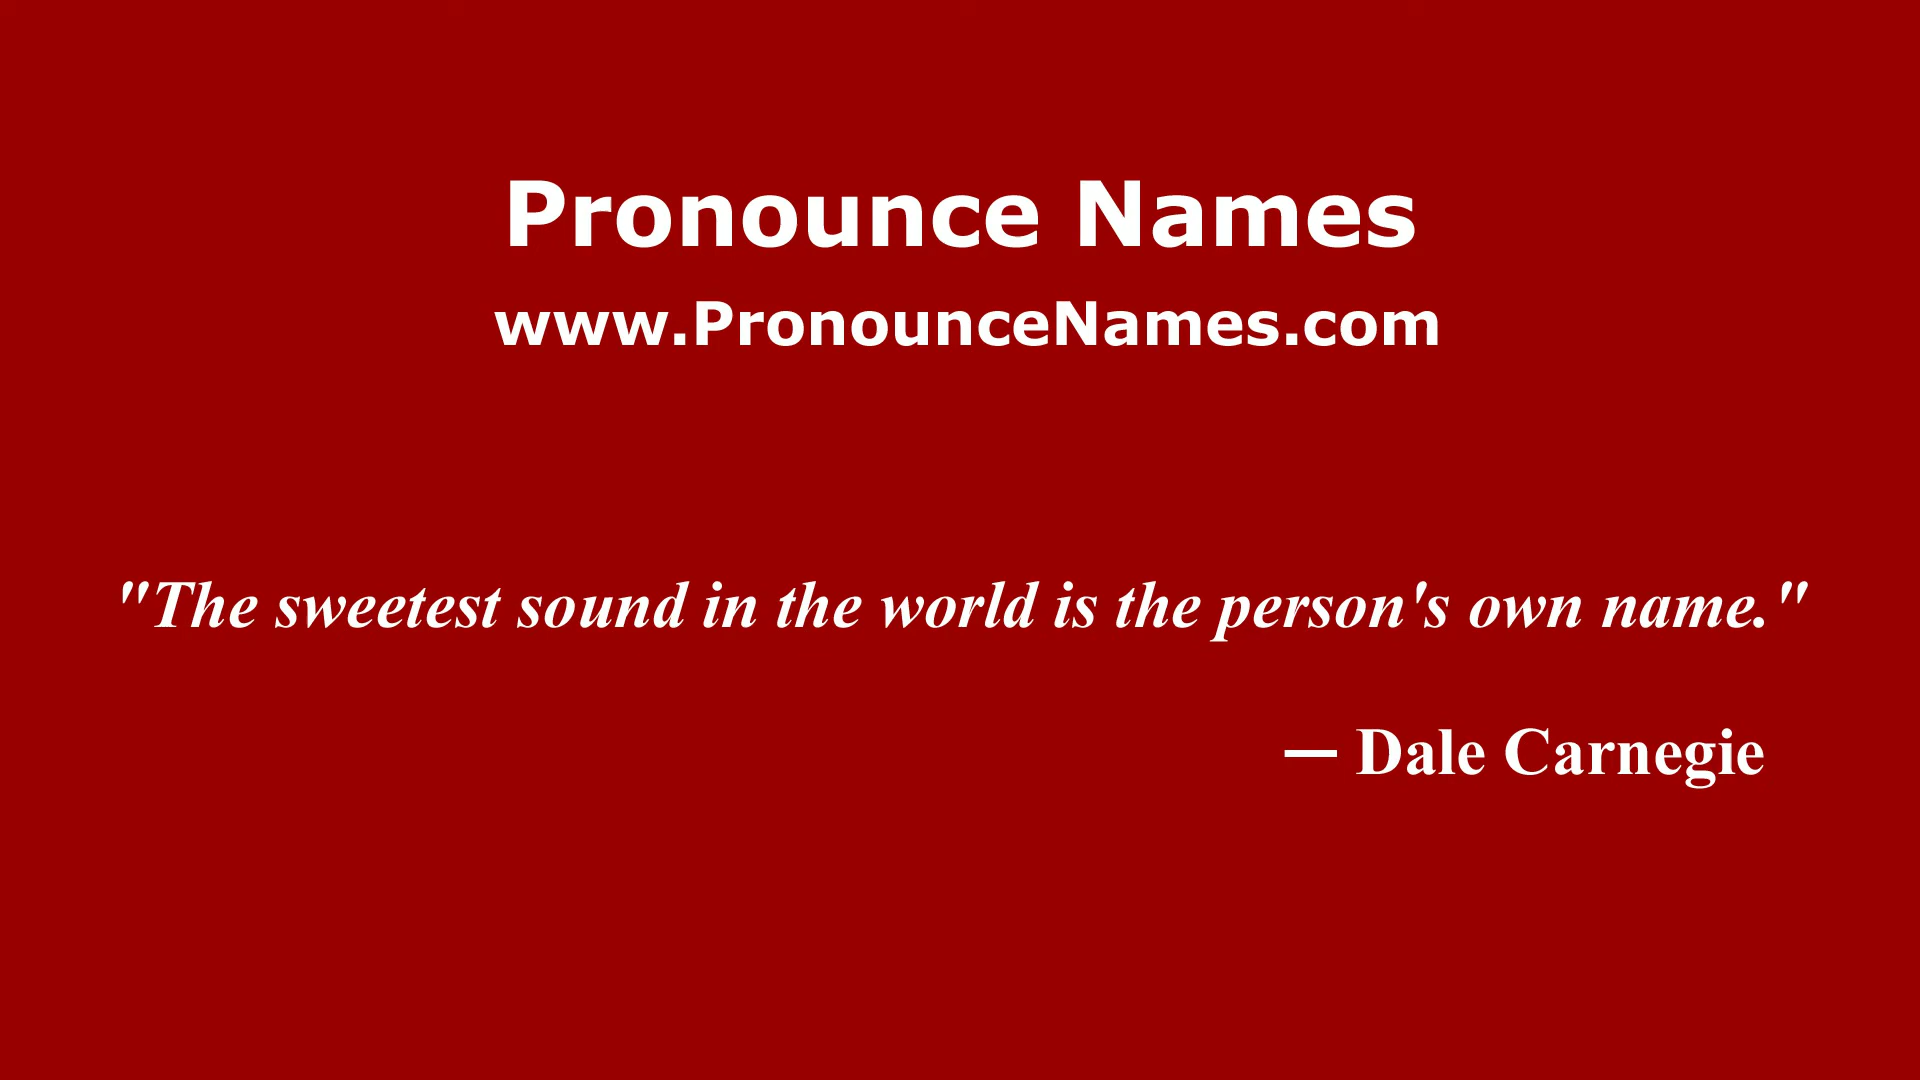 Pronounce Names
www.PronounceNames.com
"The sweetest sound in the world is the person's own name."
— Dale Carnegie